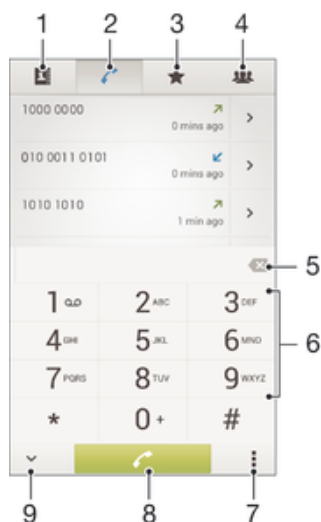 1 2 3 4
1000 0000
0 mins ago
010 0011 0101
0 mins ago
1010 1010
1 min ago
5
1 2 ABC 3 DEF
4 GHI 5 JKL 6 MNO
6
7 PQRS 8 TUV 9 WXYZ
* 0 + #
9 8 7